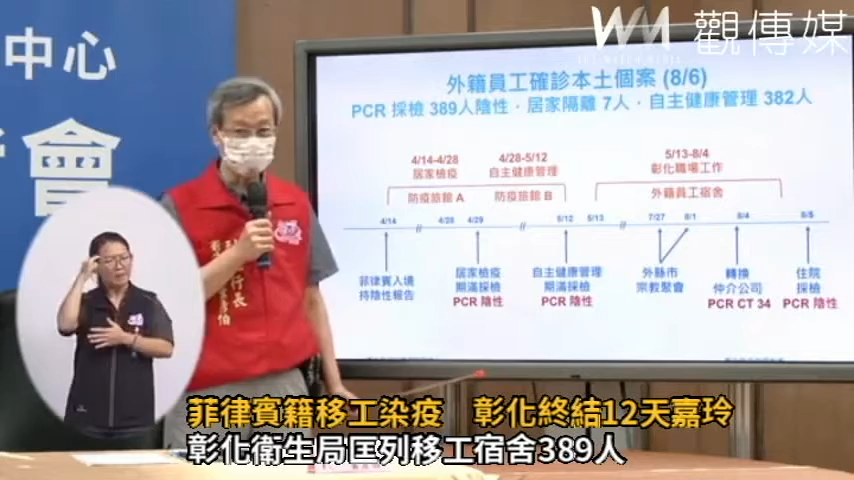 WM 觀傳媒
THE WATCH MEDIA
中心
會
外籍員工確診本土個案 (8/6)
PCR 採檢 389人陰性，居家隔離 7人，自主健康管理 382人
4/14-4/28
居家檢疫
4/28-5/12
自主健康管理
5/13-8/4
彰化職場工作
防疫旅館 A
防疫旅館 B
外籍員工宿舍
4/14 4/28 4/29 5/12 5/13 7/27 8/1 8/4 8/5
菲律賓入境
持陰性報告
居家檢疫
期滿採檢
PCR 陰性
自主健康管理
期滿採檢
PCR 陰性
外縣市
宗教聚會
轉換
仲介公司
PCR CT 34
住院
採檢
PCR 陰性
菲律賓籍移工染疫 彰化終結12天嘉玲
彰化衛生局匡列移工宿舍389人